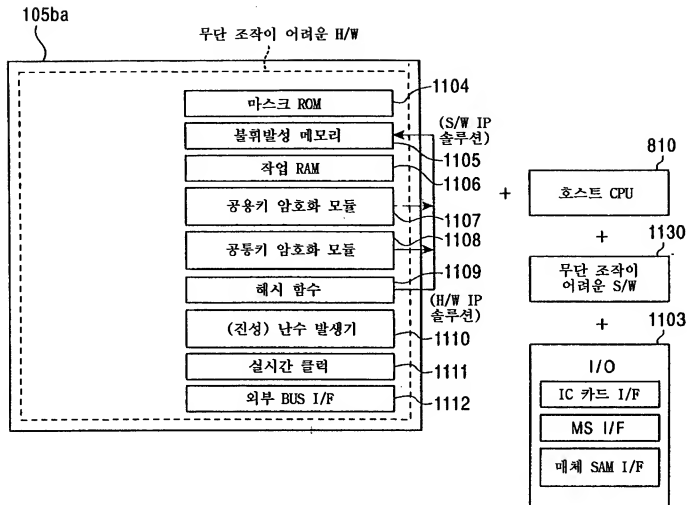 105ba
무단 조작이 어려운 H/W
마스크 ROM
1104
(S/W IP
솔루션)
불휘발성 메모리
1105
작업 RAM
1106
공용키 암호화 모듈
1107
공통키 암호화 모듈
1108
해시 함수
1109
(H/W IP
솔루션)
(진성) 난수 발생기
1110
실시간 클럭
1111
외부 BUS I/F
1112
+
810
호스트 CPU
+
1130
무단 조작이
어려운 S/W
+
1103
I/O
IC 카드 I/F
MS I/F
매체 SAM I/F